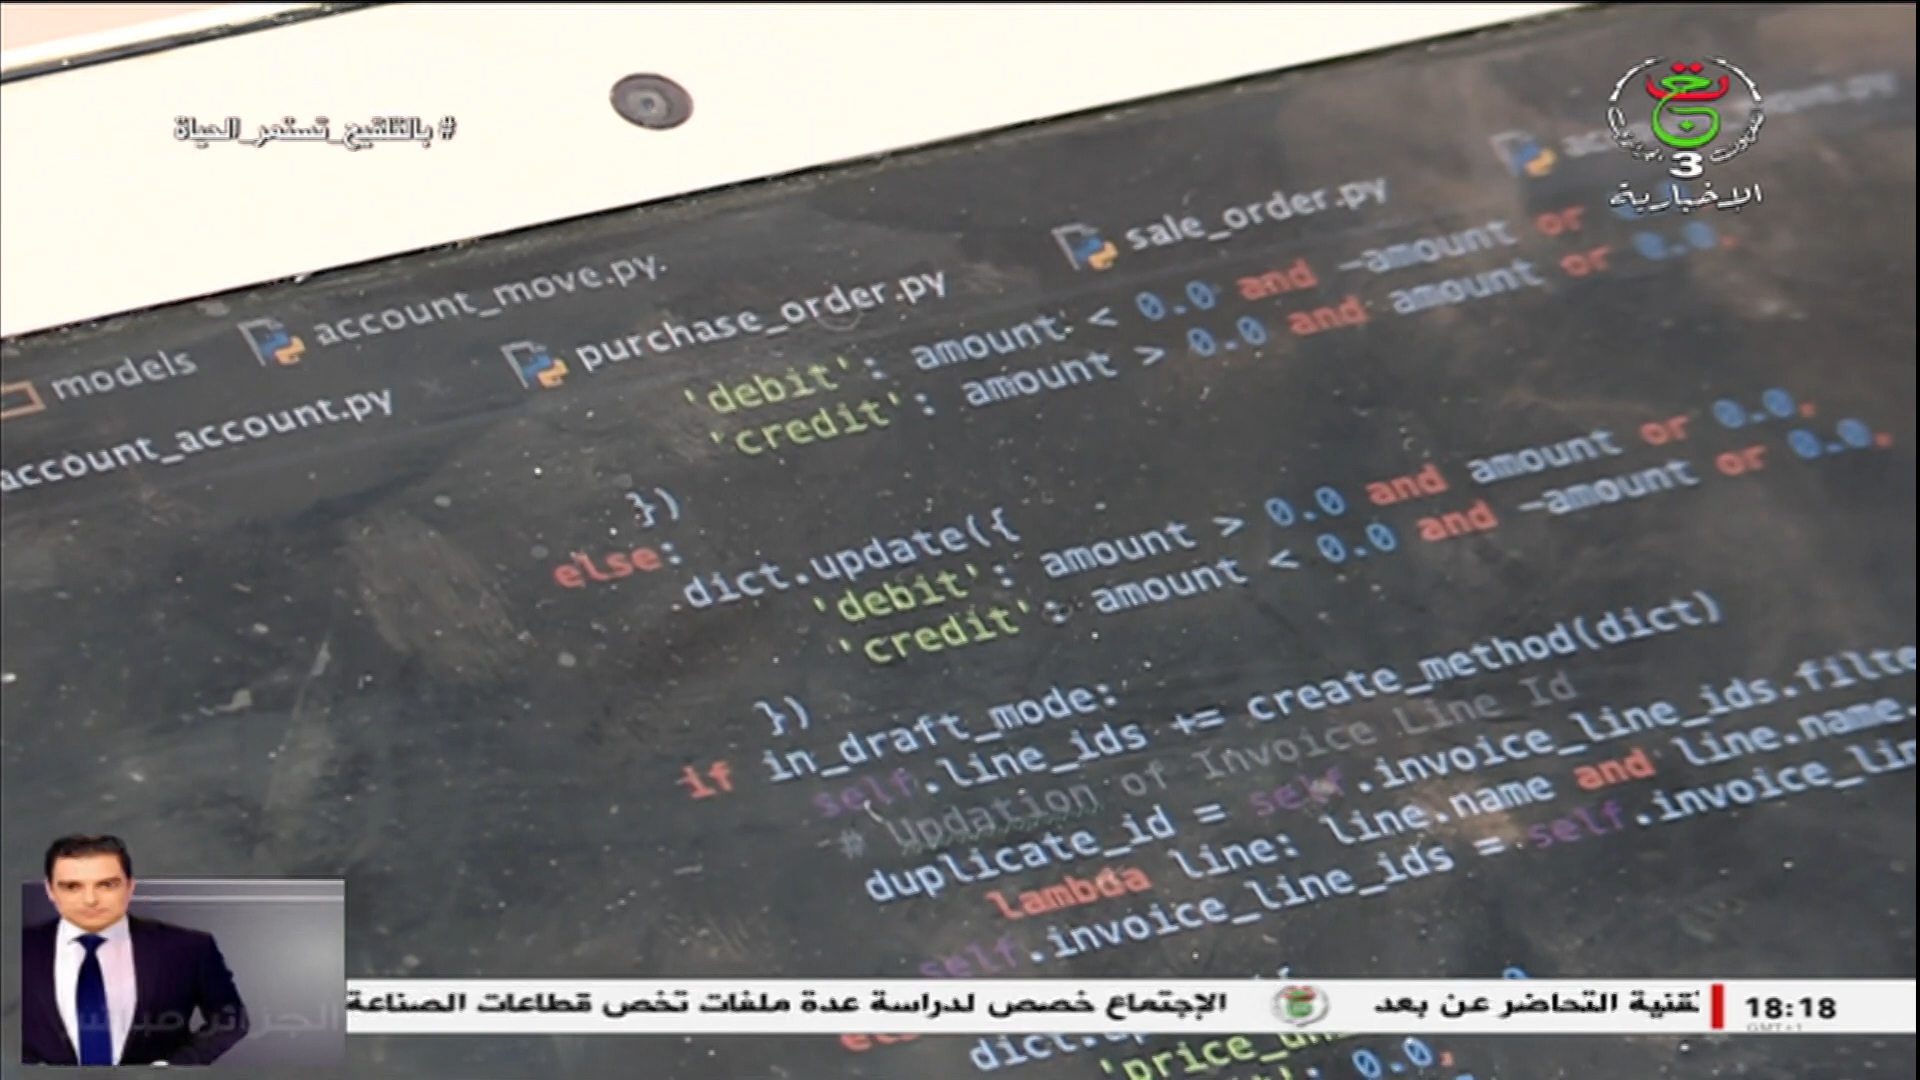 # بالتلقيح_تستمر_الحياة
3
الإخبارية
models
account_move.py
account_account.py
purchase_order.py
sale_order.py
'debit': amount < 0.0 and -amount or
'credit': amount > 0.0 and amount or 0.0,
})
else:
dict.update({
'debit': amount > 0.0 and amount or 0.0,
'credit': amount < 0.0 and -amount or 0.0,
})
if in_draft_mode:
self.line_ids += create_method(dict)
# Updation of Invoice Line Id
duplicate_id = self.invoice_line_ids.filte
lambda line: line.name and line.name.
self.invoice_line_ids = self.invoice_lin
dict.
0.0,
18:18
GMT+1
تقنية التحاضر عن بعد
الإجتماع خصص لدراسة عدة ملفات تخص قطاعات الصناعة